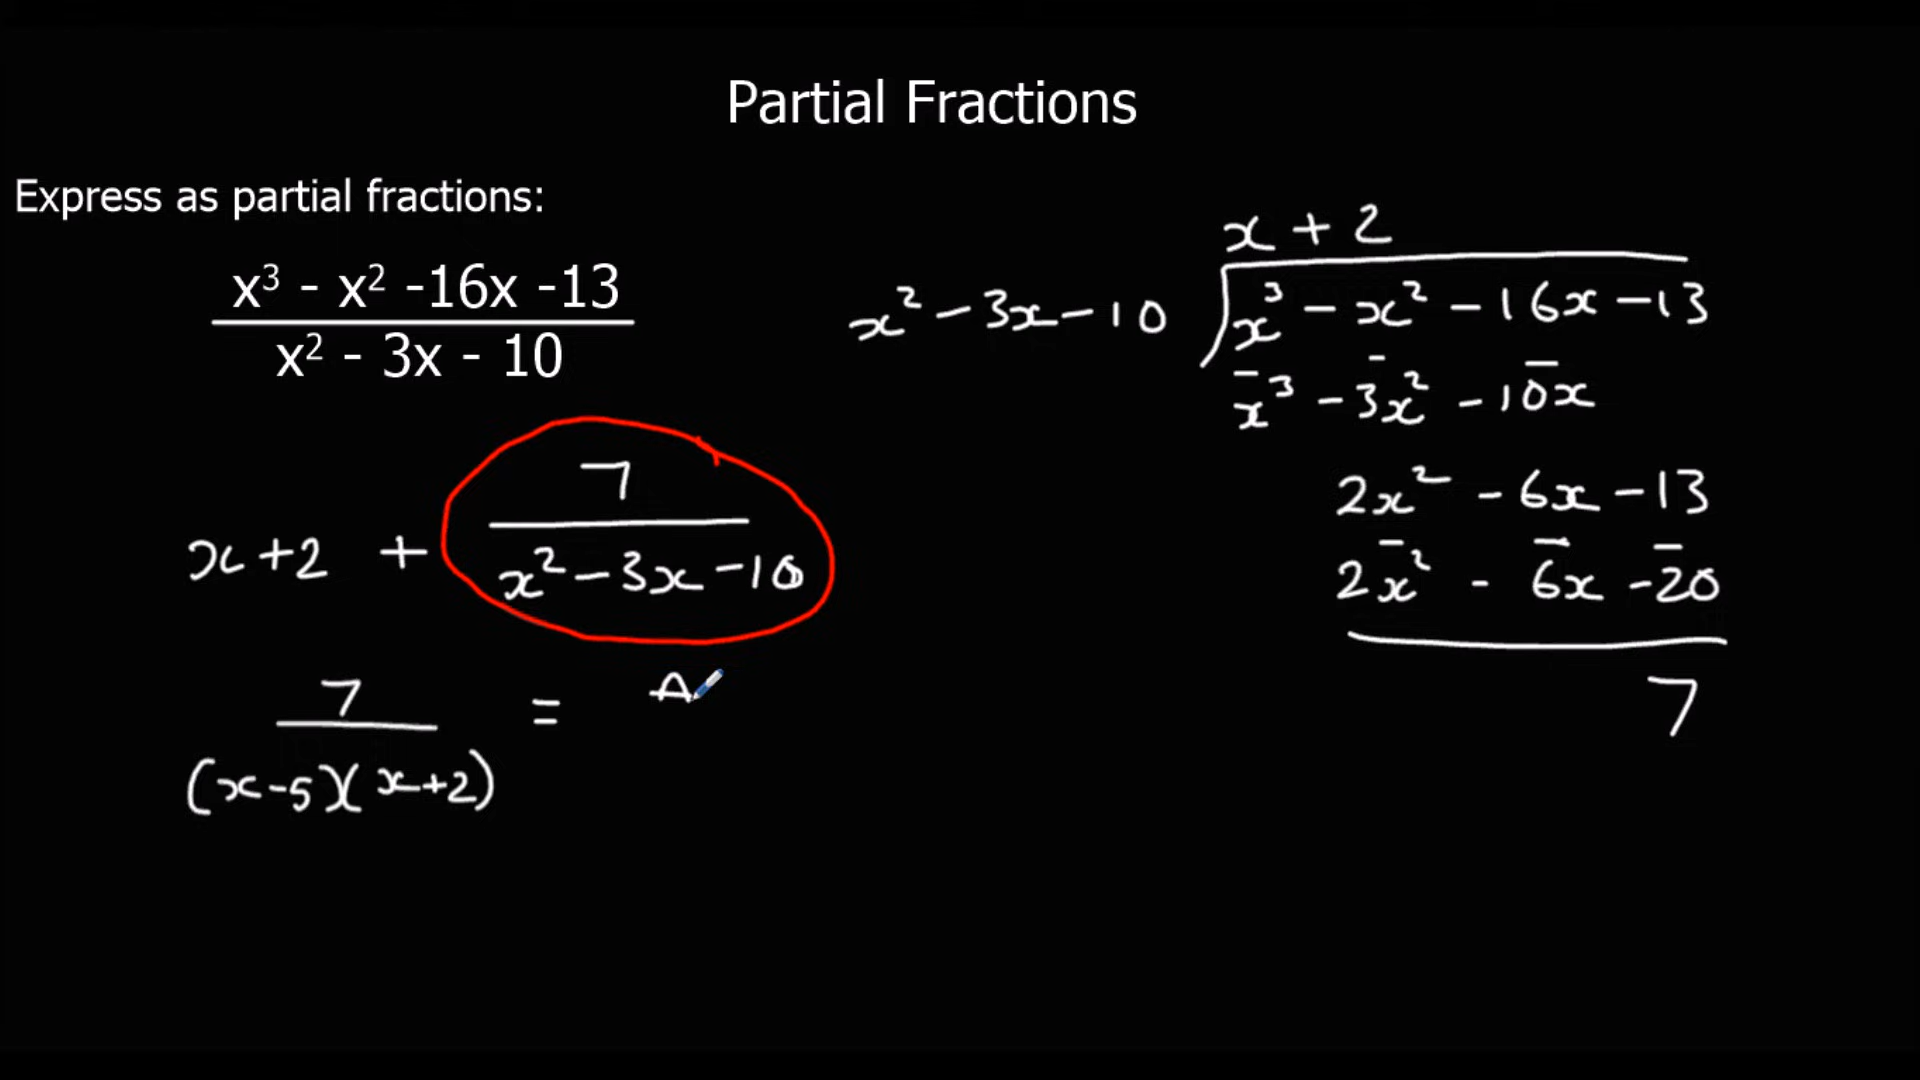 Partial Fractions
Express as partial fractions:
x³ - x² -16x -13
x² - 3x - 10
x+2 + 7
x² - 3x - 10
7 = A
(x-5)(x+2)
x + 2
x² - 3x - 10 x³ - x² - 16x - 13
x³ - 3x² - 10x
2x² - 6x - 13
2x² - 6x - 20
7